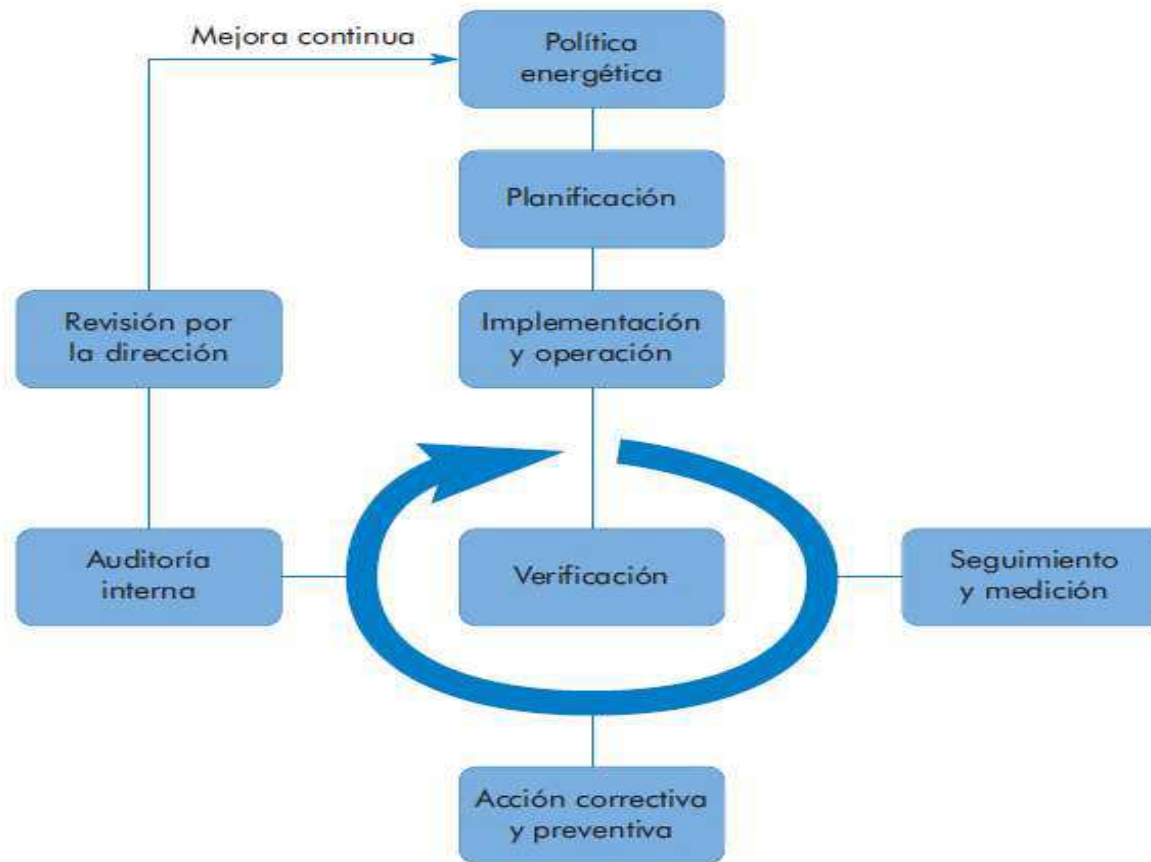 Mejora continua
Política
energética
Planificación
Revisión por
la dirección
Implementación
y operación
Auditoría
interna
Verificación
Seguimiento
y medición
Acción correctiva
y preventiva